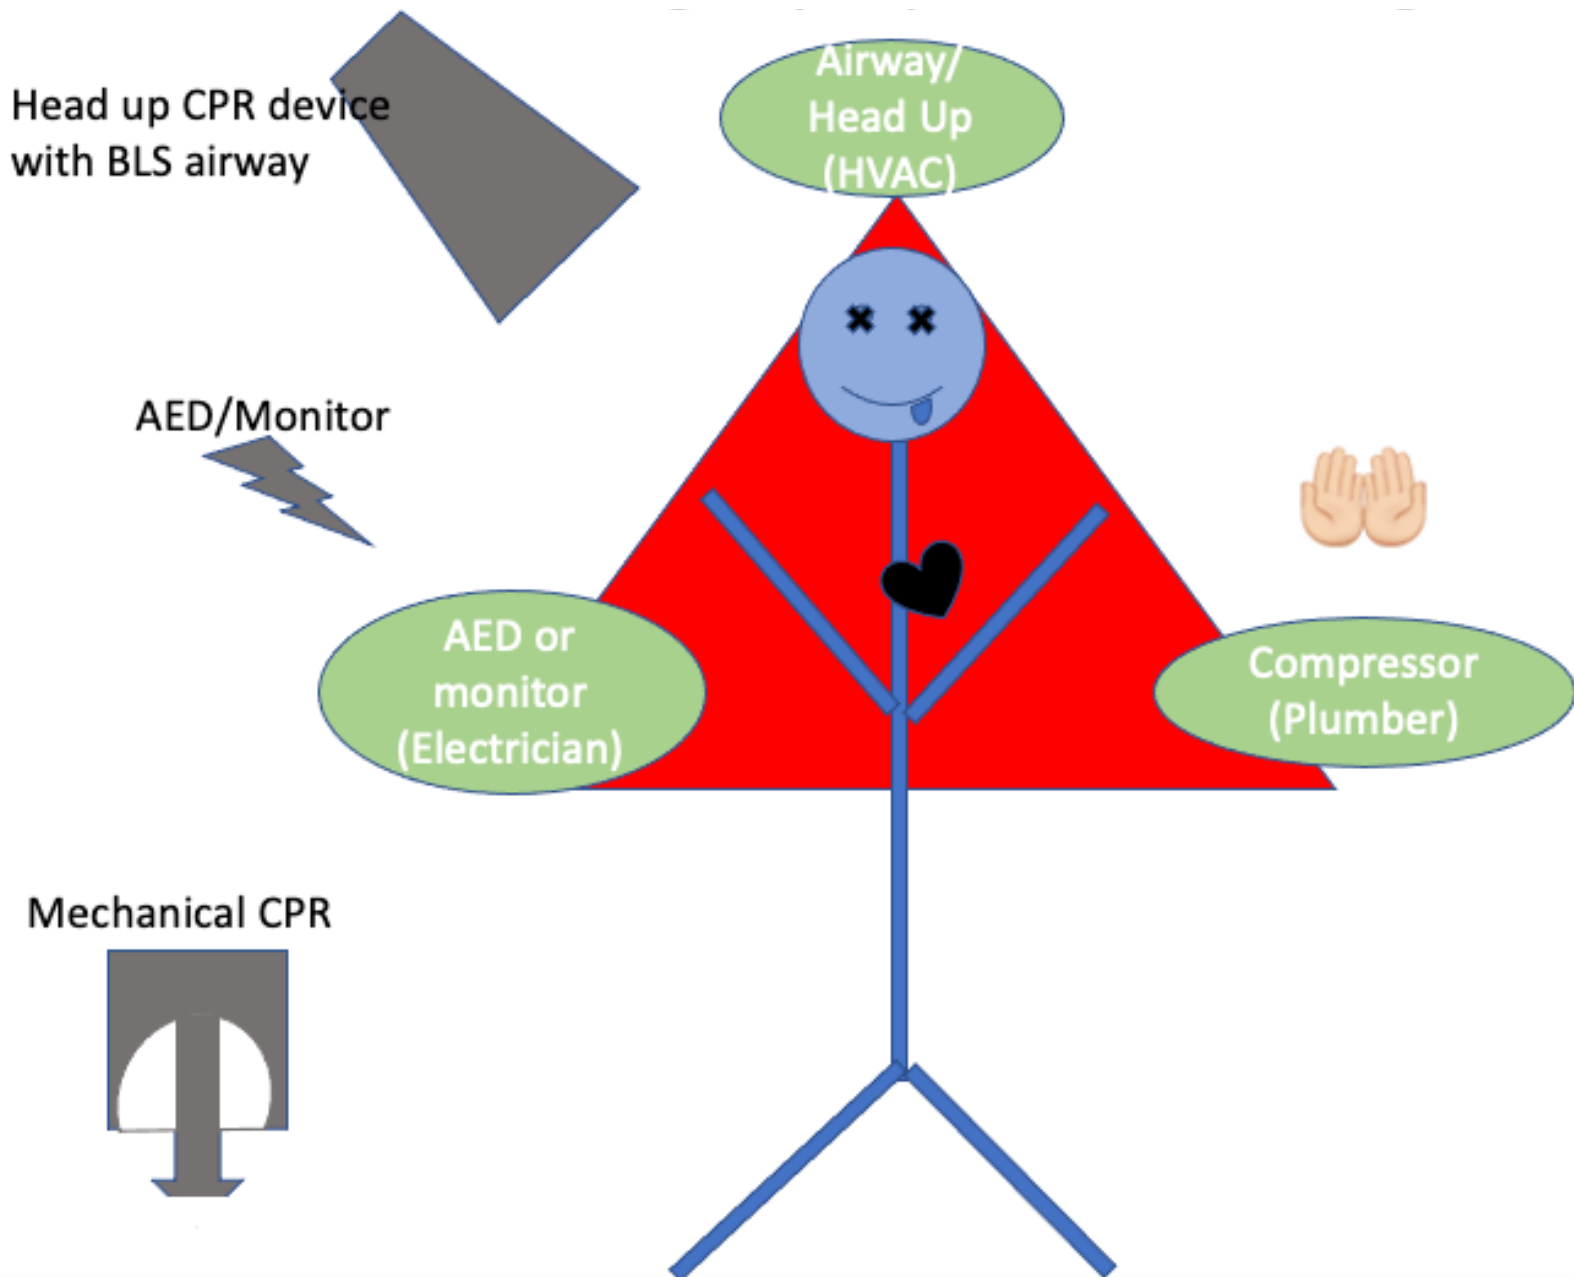 Airway/
Head Up
(HVAC)
Head up CPR device
with BLS airway
AED/Monitor
AED or
monitor
(Electrician)
Compressor
(Plumber)
Mechanical CPR